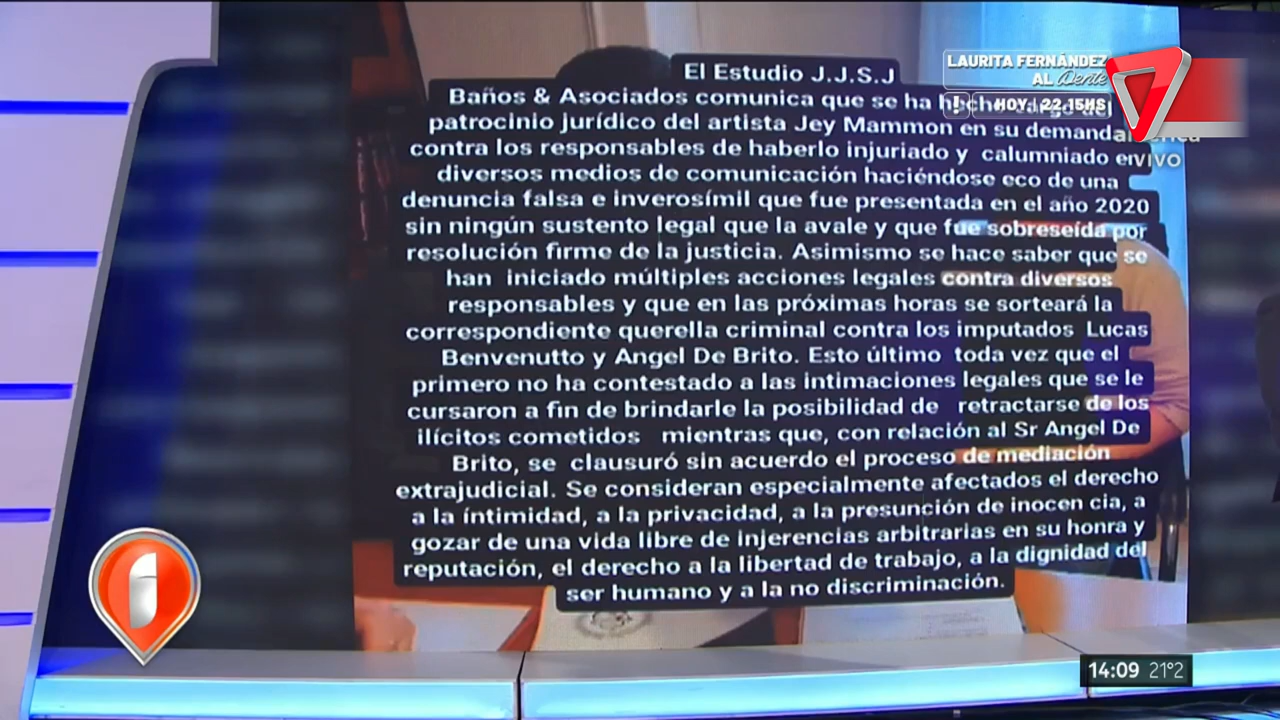 El Estudio J.J.S.J
Baños & Asociados comunica que se ha hecho cargo del
patrocinio jurídico del artista Jey Mammon en su demanda
contra los responsables de haberlo injuriado y calumniado en
diversos medios de comunicación haciéndose eco de una
denuncia falsa e inverosímil que fue presentada en el año 2020
sin ningún sustento legal que la avale y que fue sobreseída por
resolución firme de la justicia. Asimismo se hace saber que se
han iniciado múltiples acciones legales contra diversos
responsables y que en las próximas horas se sorteará la
correspondiente querella criminal contra los imputados Lucas
Benvenutto y Angel De Brito. Esto último toda vez que el
primero no ha contestado a las intimaciones legales que se le
cursaron a fin de brindarle la posibilidad de retractarse de los
ilícitos cometidos mientras que, con relación al Sr Angel De
Brito, se clausuró sin acuerdo el proceso de mediación
extrajudicial. Se consideran especialmente afectados el derecho
a la íntimidad, a la privacidad, a la presunción de inocen cia, a
gozar de una vida libre de injerencias arbitrarias en su honra y
reputación, el derecho a la libertad de trabajo, a la dignidad del
ser humano y a la no discriminación.
LAURITA FERNÁNDEZ
AL Dente
! HOY / 22.15HS
VIVO
14:09 21°2